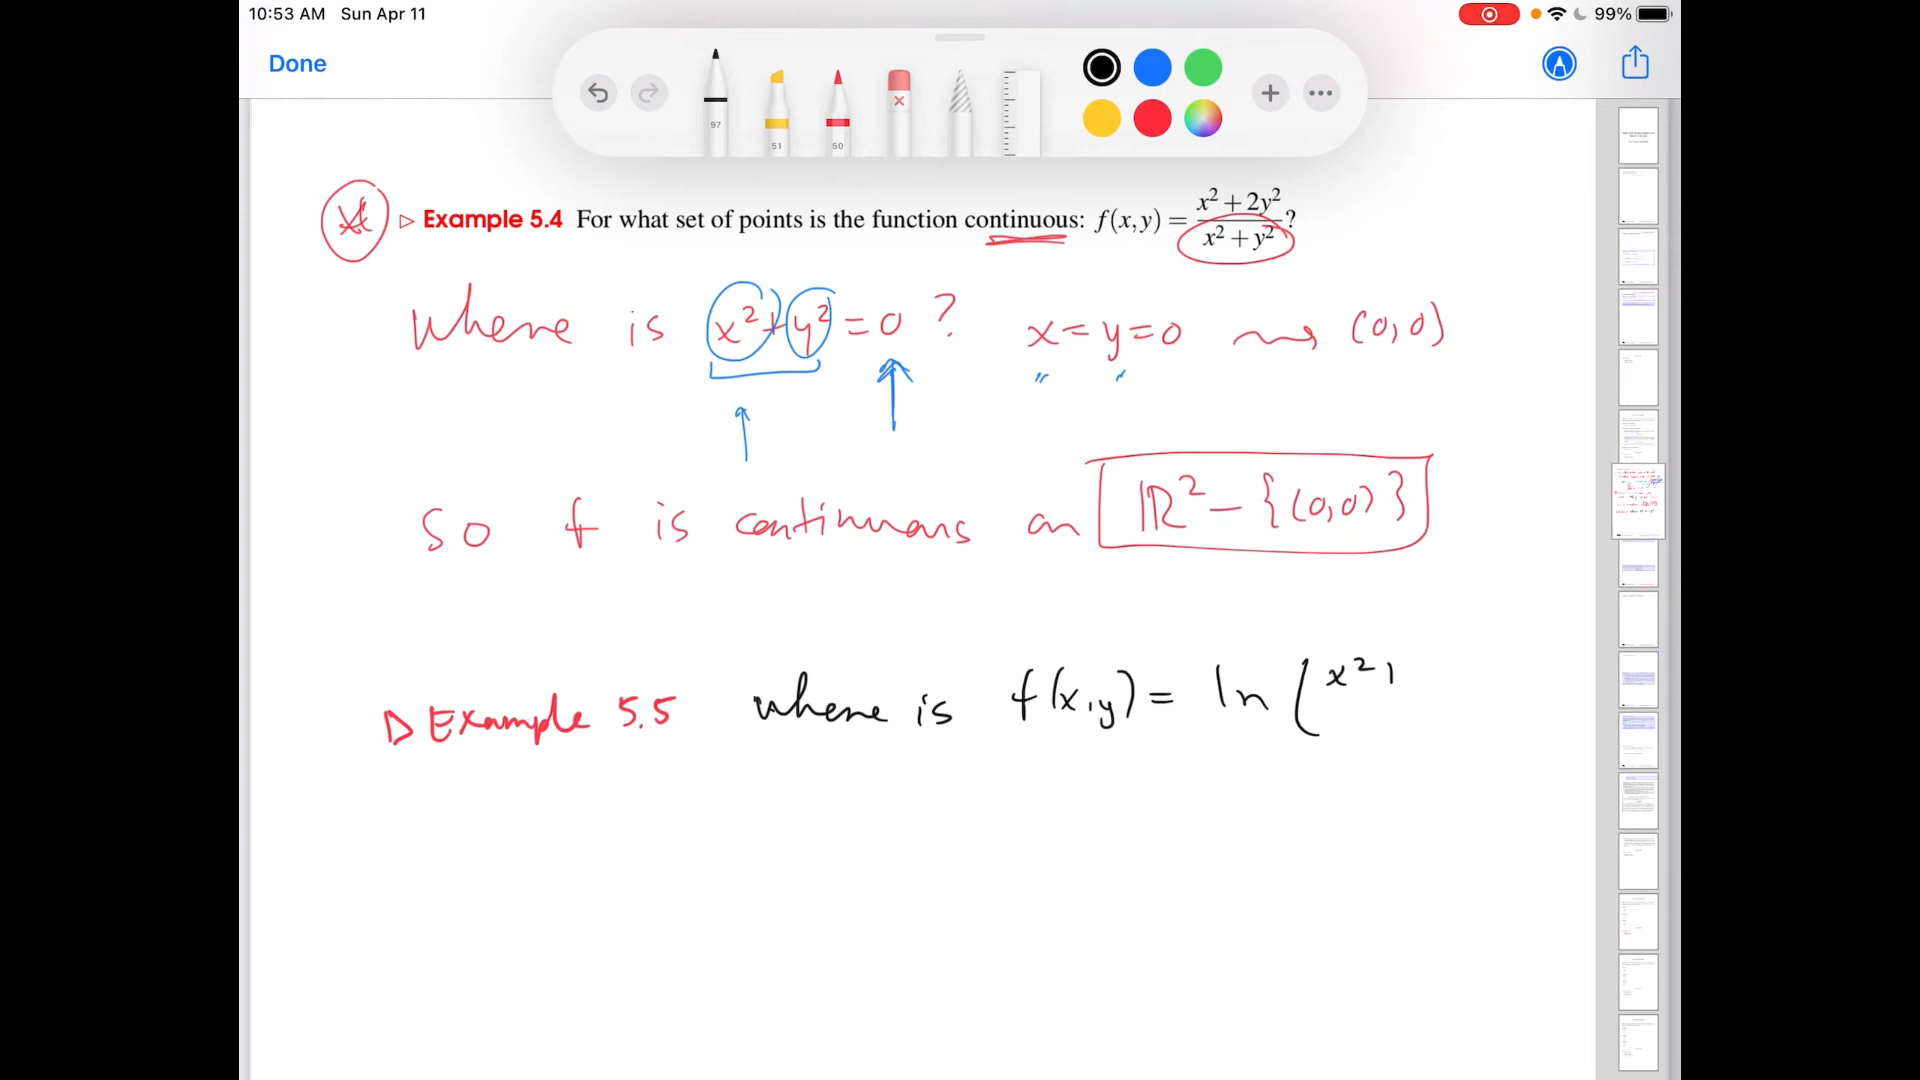 10:53 AM Sun Apr 11
99%
Done
97
51
50
▷ Example 5.4 For what set of points is the function continuous: f(x,y) = (x² + 2y²)/(x² + y²)?
where is x² + y² = 0 ? x = y = 0 ⇝ (0,0)
so f is continuous on ℝ² − {(0,0)}
▷ Example 5.5 where is f(x,y) = ln ( x²